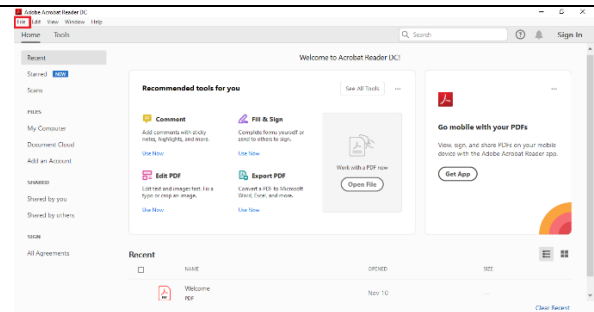 Adobe Acrobat Reader DC
File Edit View Window Help
Home Tools
Search
Sign In
Recent
Welcome to Acrobat Reader DC!
Starred NEW
Scans
FILES
My Computer
Document Cloud
Add an Account
SHARED
Shared by you
Shared by others
SIGN
All Agreements
Recommended tools for you
See All Tools
Comment
Add comments with sticky
notes, highlights, and more.
Use Now
Fill & Sign
Complete forms yourself or
send to others to sign.
Use Now
Edit PDF
Edit text and images fast. Fix a
typo or crop an image.
Use Now
Export PDF
Convert a PDF to Microsoft
Word, Excel, and more.
Use Now
Work with a PDF now
Open File
Go mobile with your PDFs
View, sign, and share PDFs on your mobile
device with the Adobe Acrobat Reader app.
Get App
Recent
NAME OPENED SIZE
Welcome
PDF
Nov 10
Clear Recent